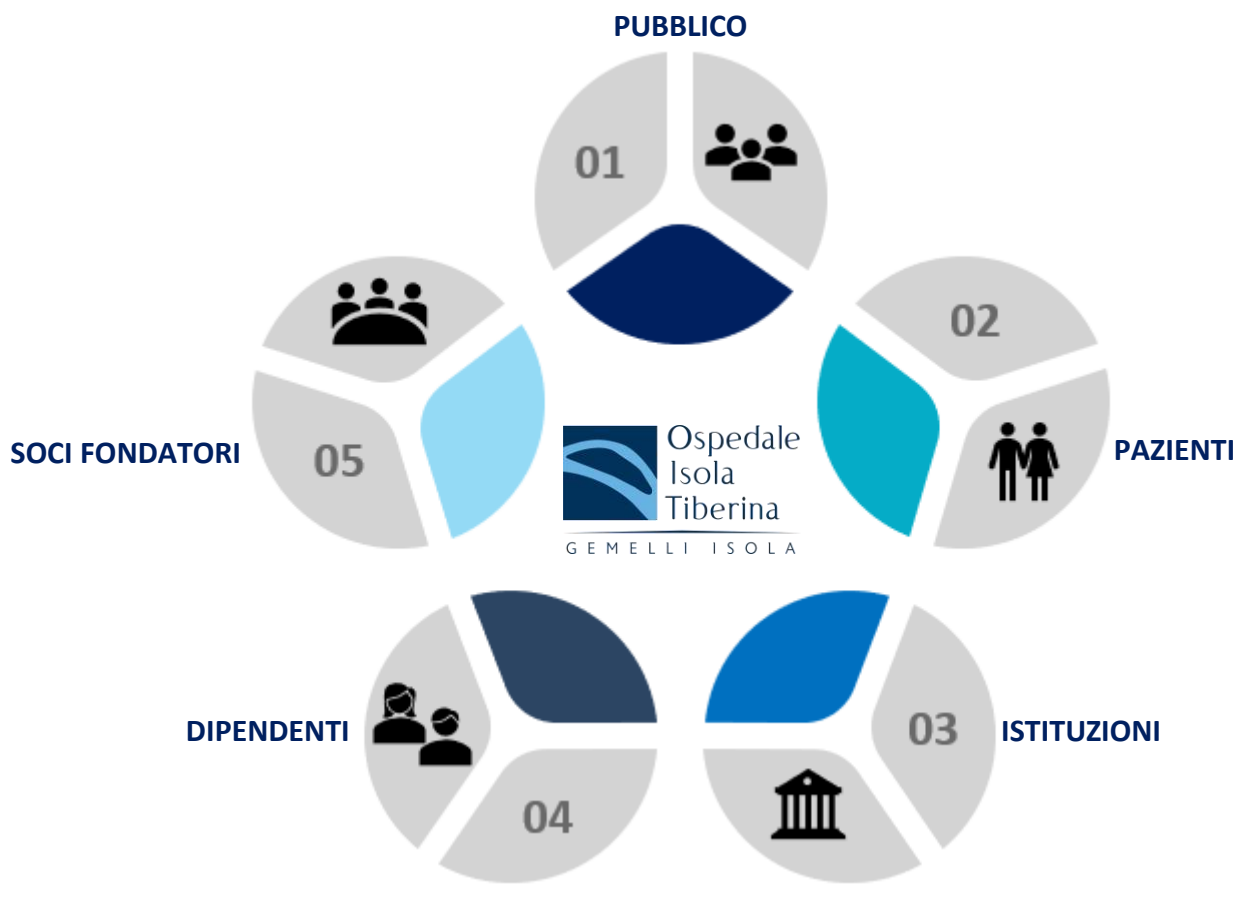 PUBBLICO
01
02
PAZIENTI
03
ISTITUZIONI
04
DIPENDENTI
05
SOCI FONDATORI
Ospedale
Isola
Tiberina
GEMELLI ISOLA